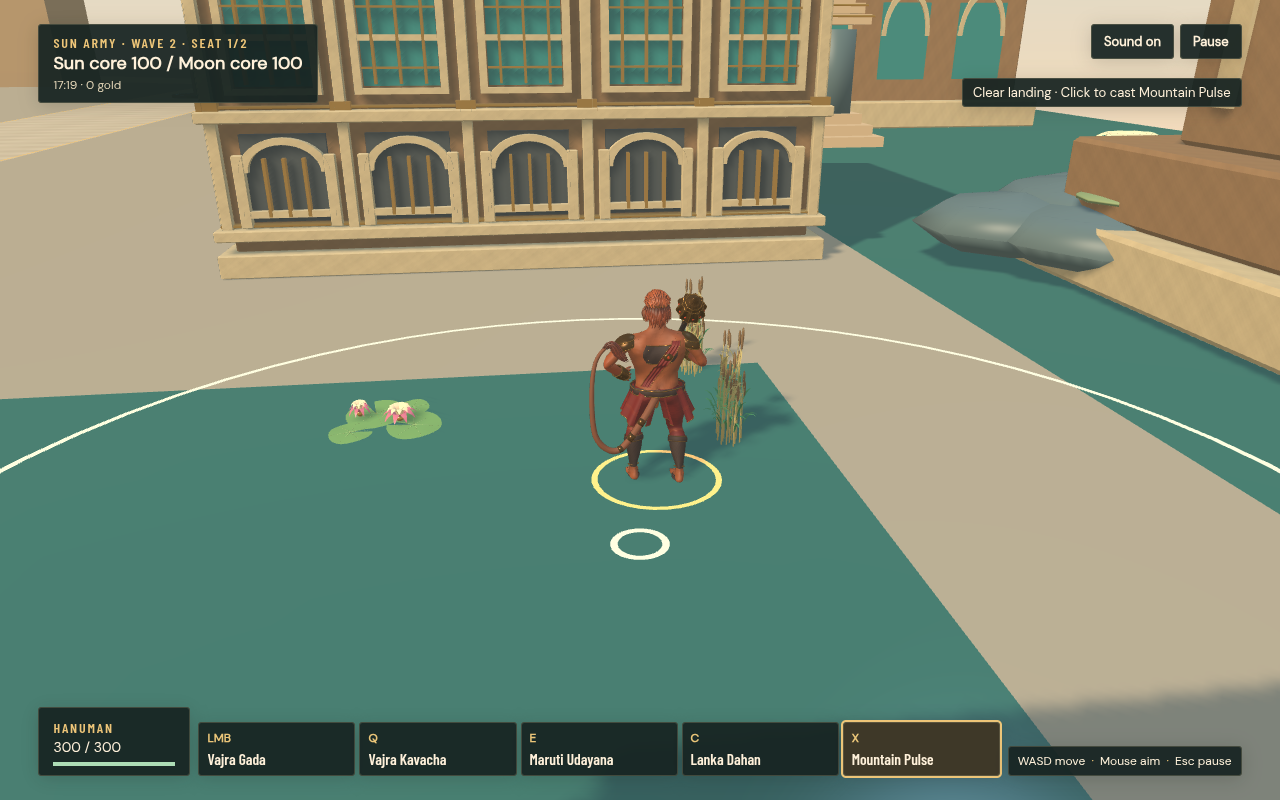 SUN ARMY · WAVE 2 · SEAT 1/2
Sun core 100 / Moon core 100
17:19 · 0 gold
Sound on
Pause
Clear landing · Click to cast Mountain Pulse
HANUMAN
300 / 300
LMB
Vajra Gada
Q
Vajra Kavacha
E
Maruti Udayana
C
Lanka Dahan
X
Mountain Pulse
WASD move · Mouse aim · Esc pause